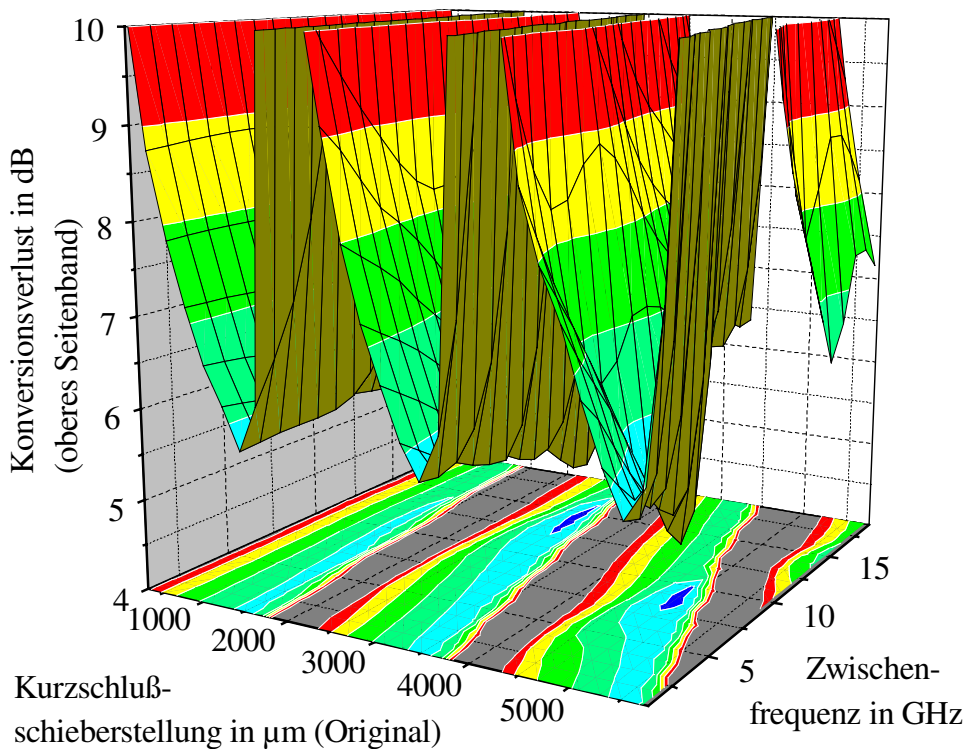 Konversionsverlust in dB
(oberes Seitenband)
10
9
8
7
6
5
4
1000
2000
3000
4000
5000
5
10
15
Kurzschluß-
schieberstellung in µm (Original)
Zwischen-
frequenz in GHz